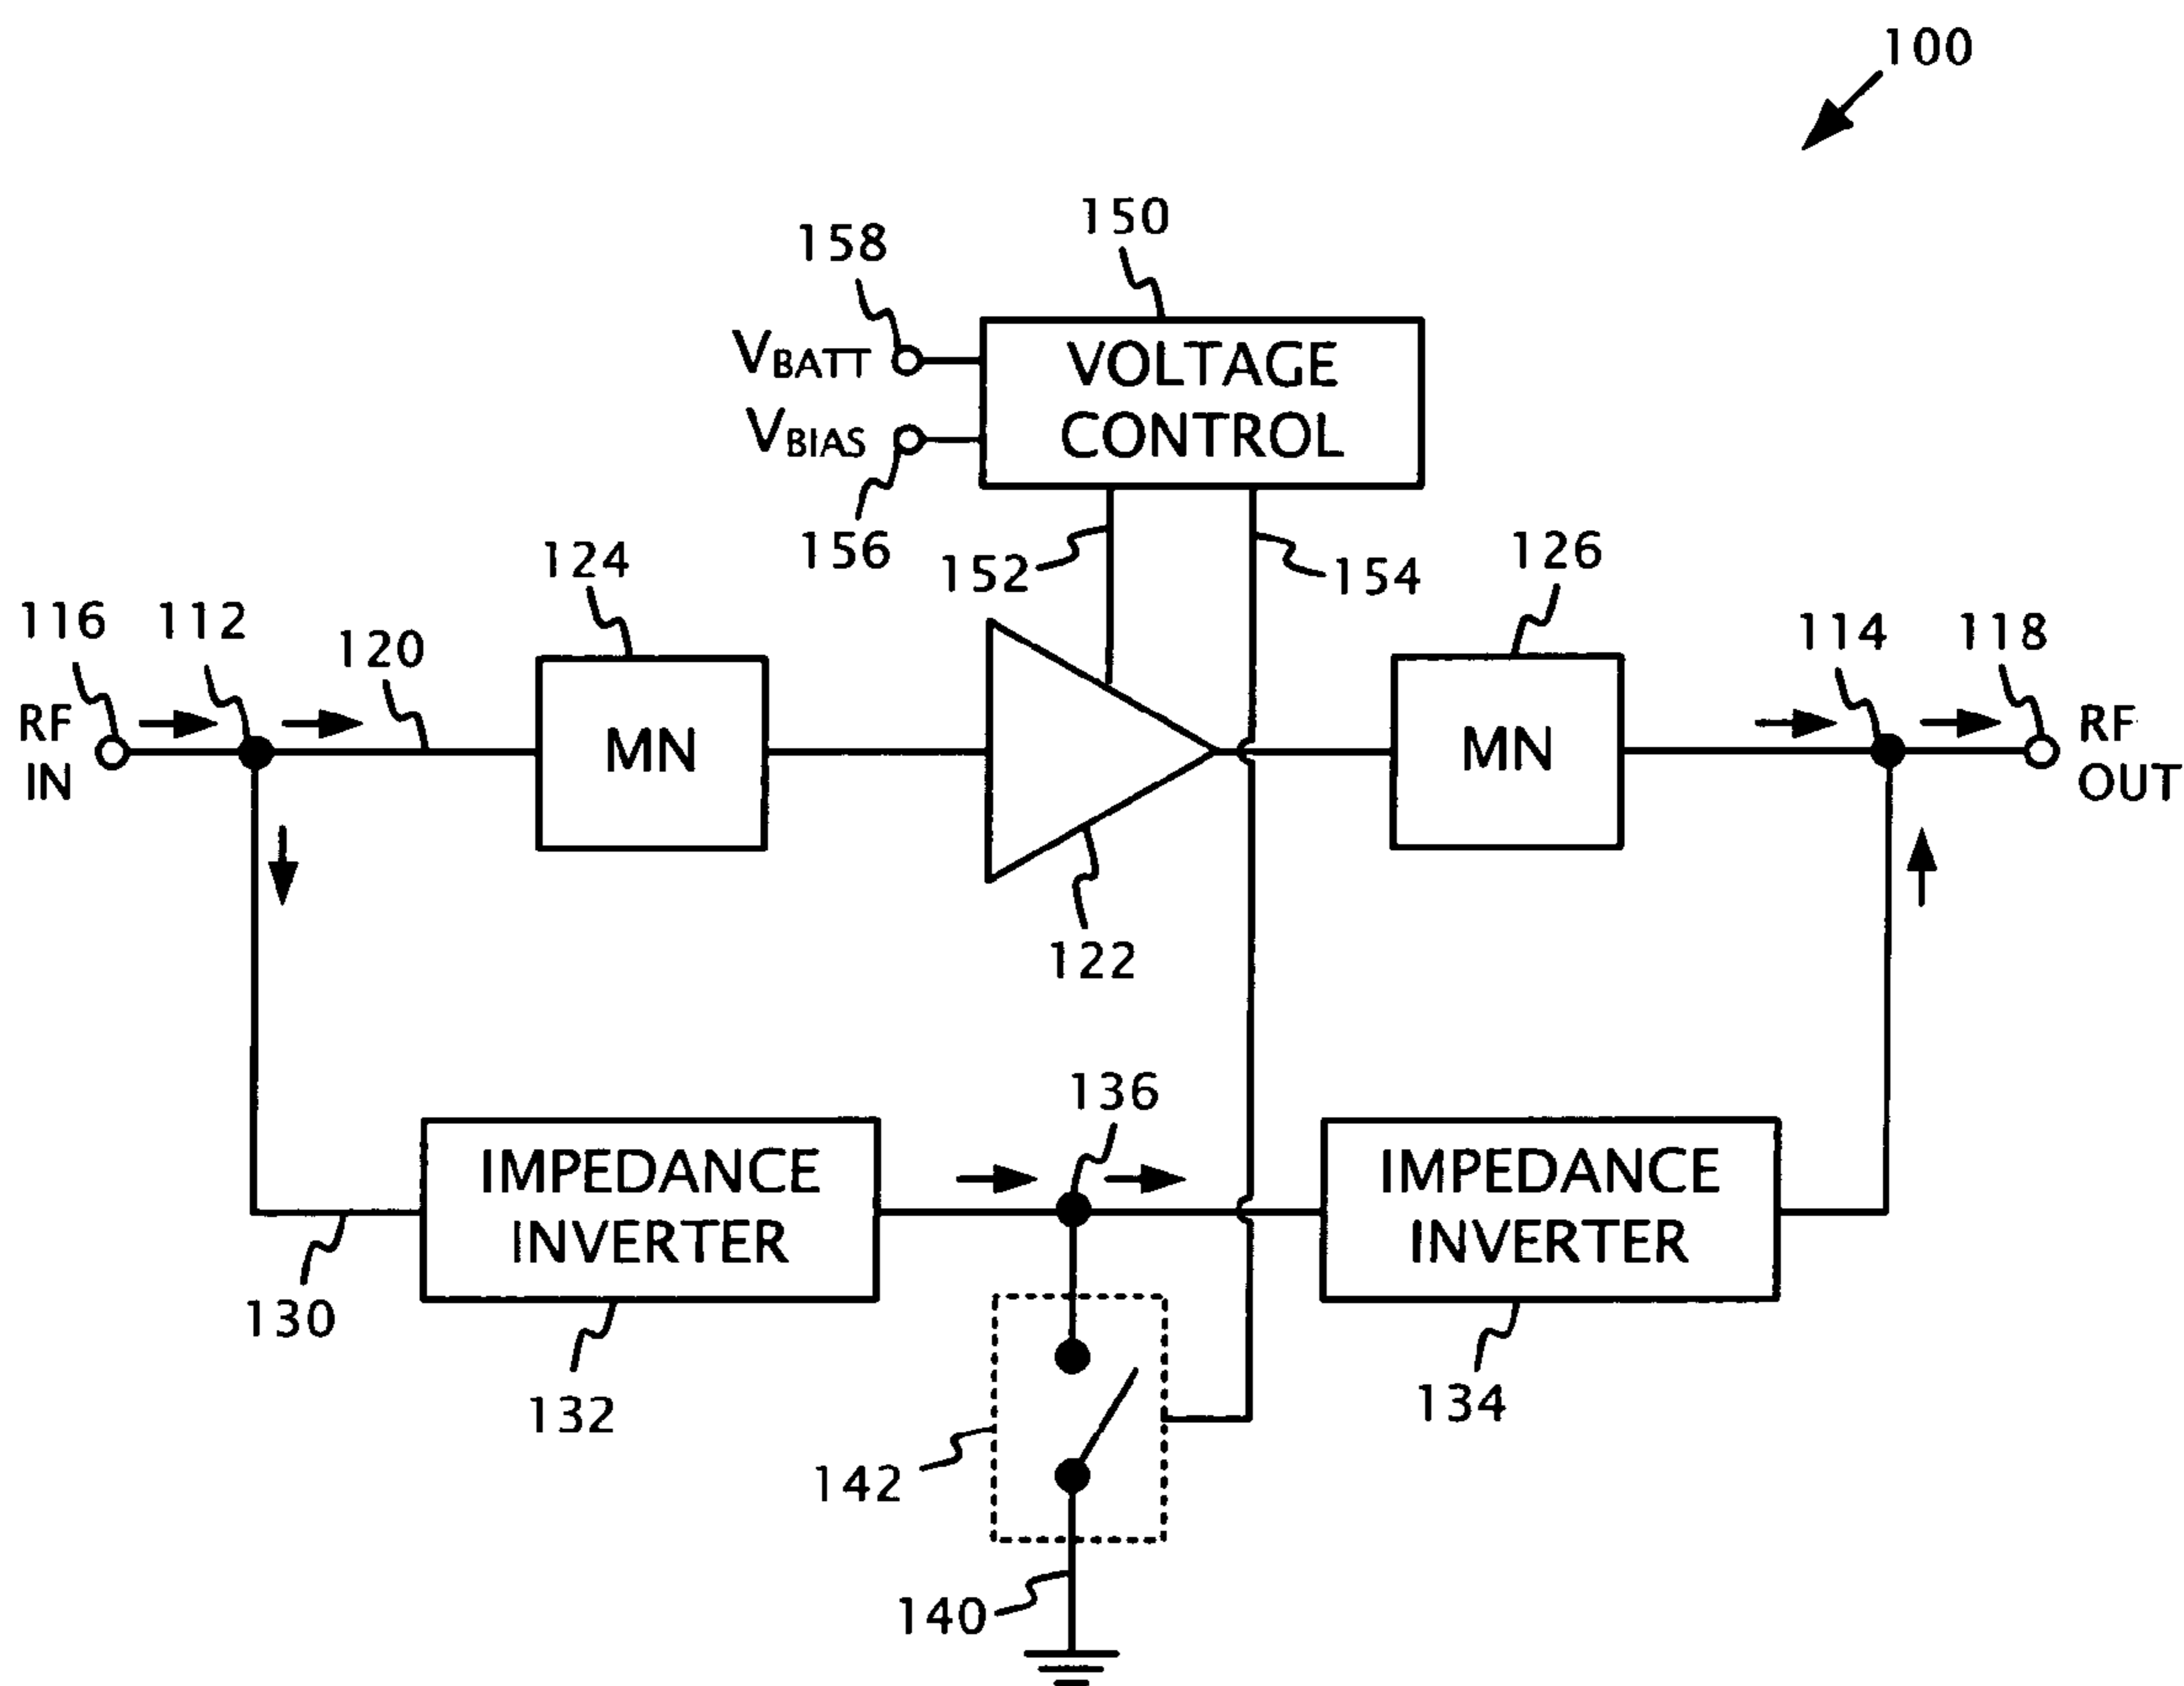 100
150
158
VBATT
VOLTAGE
CONTROL
VBIAS
156
152
154
124
126
116
112
120
114
118
RF
IN
MN
MN
RF
OUT
122
136
IMPEDANCE
INVERTER
IMPEDANCE
INVERTER
130
132
134
142
140